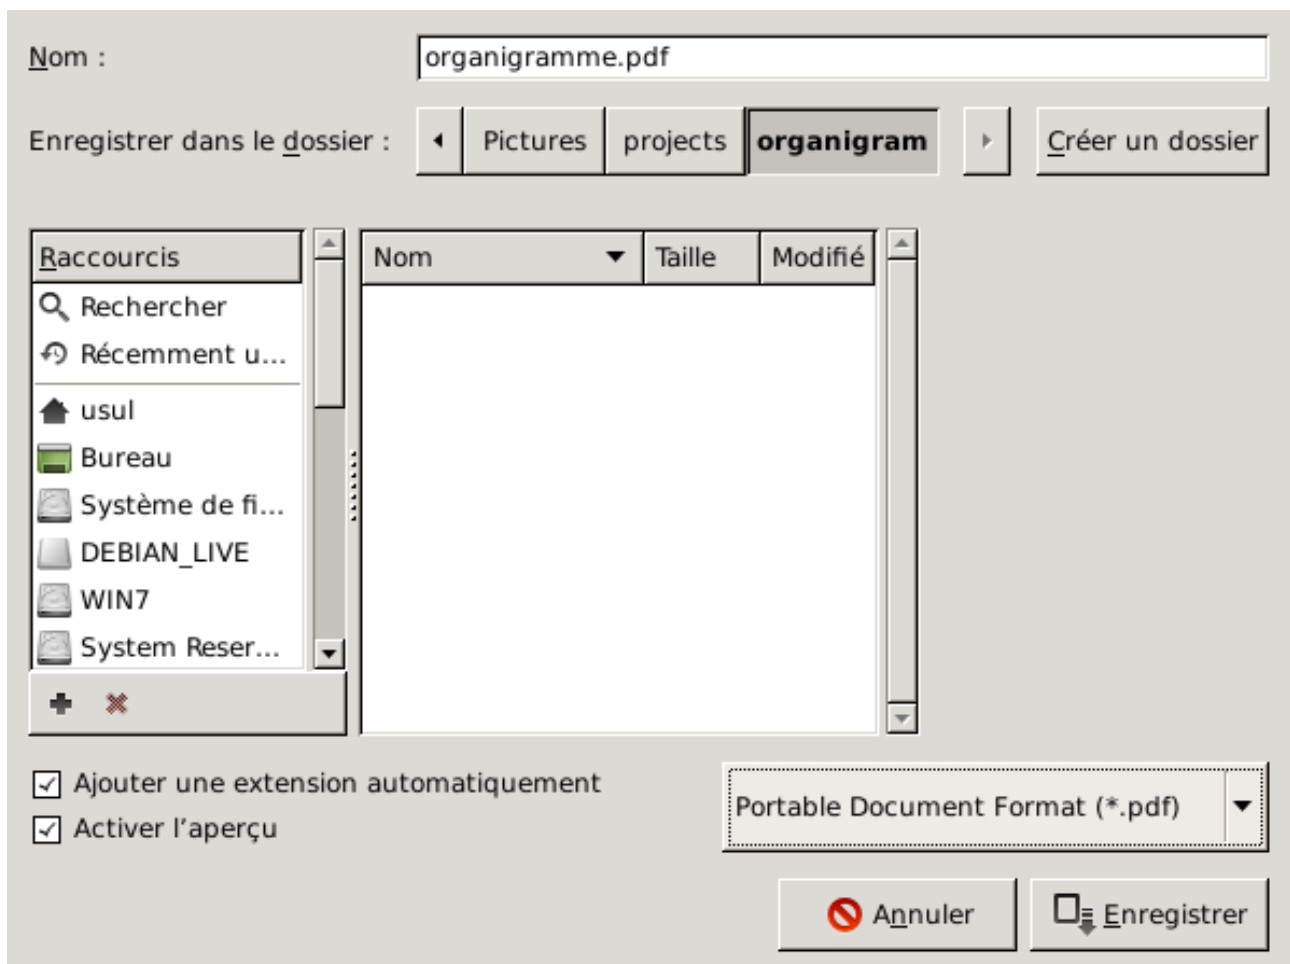 Nom :
organigramme.pdf
Enregistrer dans le dossier :
Pictures
projects
organigram
Créer un dossier
Raccourcis
Nom
Taille
Modifié
Rechercher
Récemment u...
usul
Bureau
Système de fi...
DEBIAN_LIVE
WIN7
System Reser...
Ajouter une extension automatiquement
Activer l’aperçu
Portable Document Format (*.pdf)
Annuler
Enregistrer